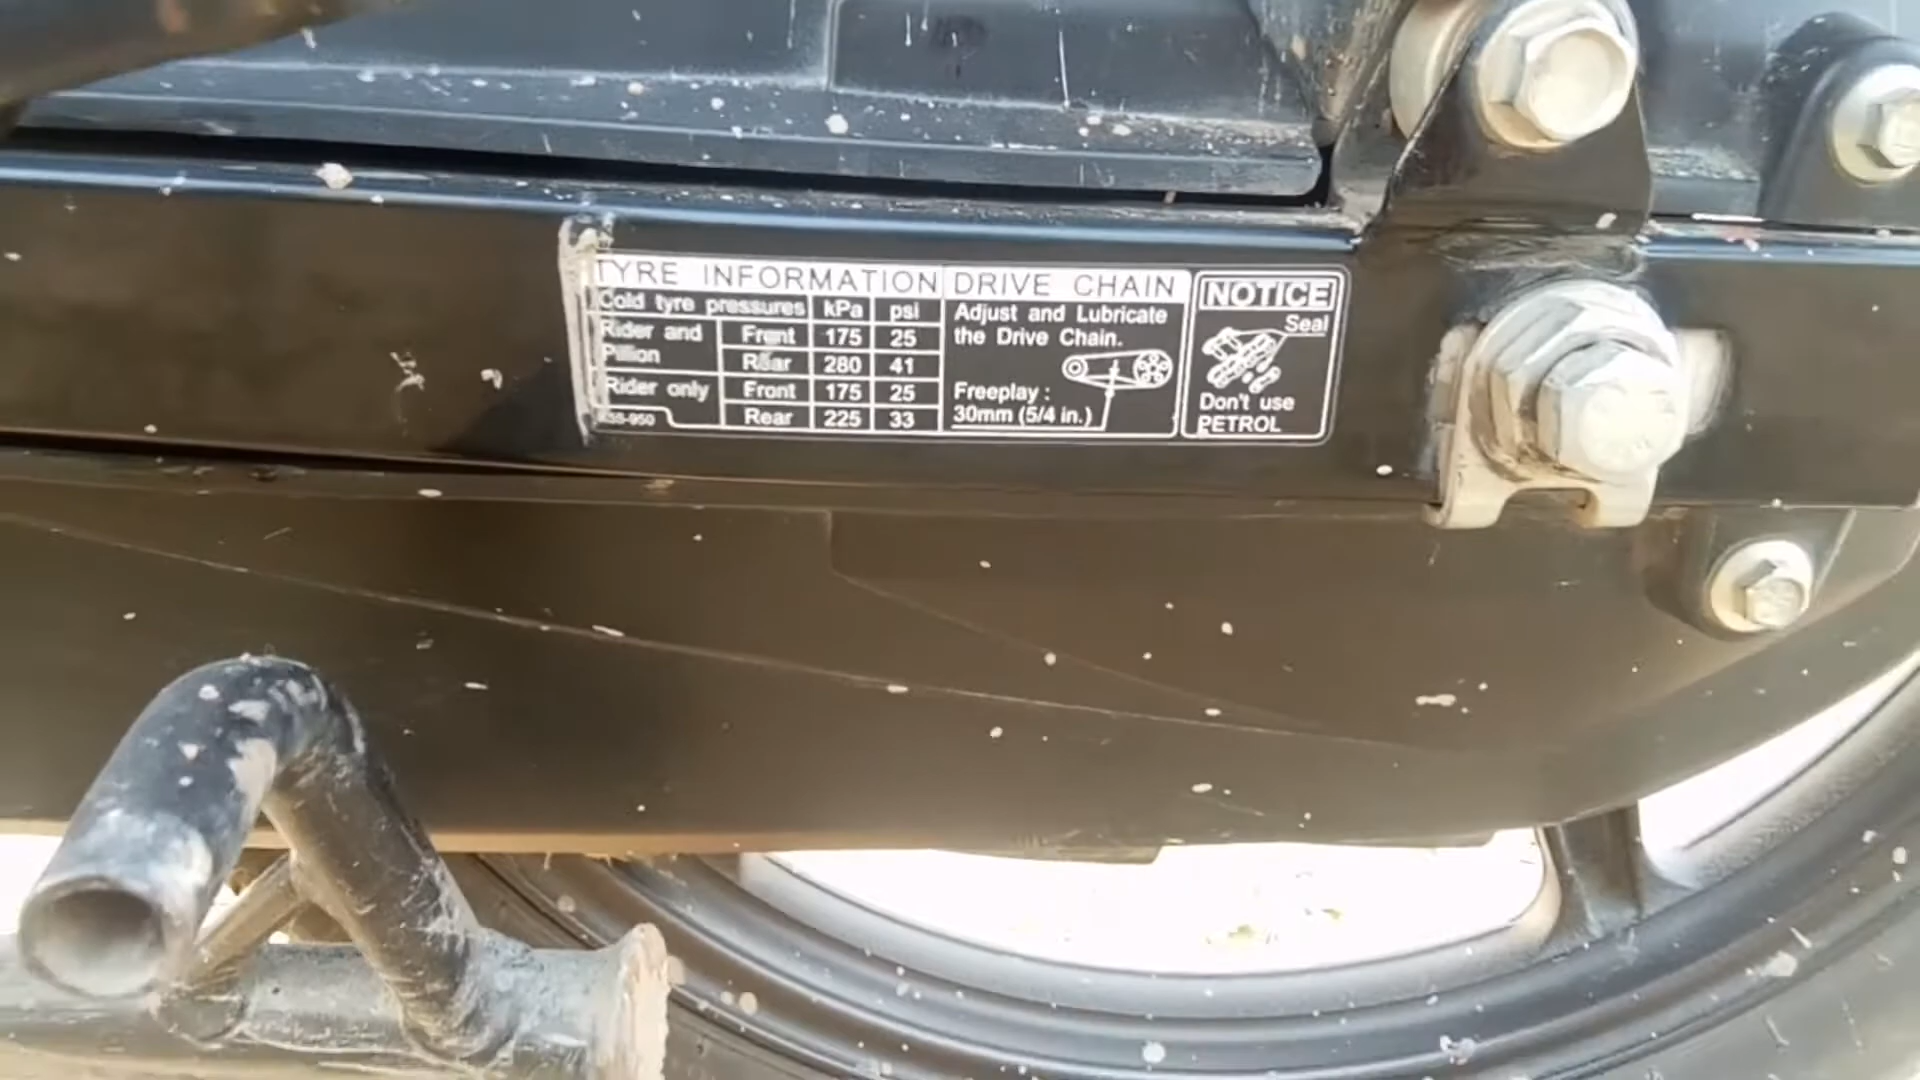 TYRE INFORMATION
Cold tyre pressures kPa psi
Rider and Pillion Front 175 25
Rear 280 41
Rider only Front 175 25
Rear 225 33
DRIVE CHAIN
Adjust and Lubricate
the Drive Chain.
Freeplay :
30mm (5/4 in.)
NOTICE
Seal
Don't use
PETROL